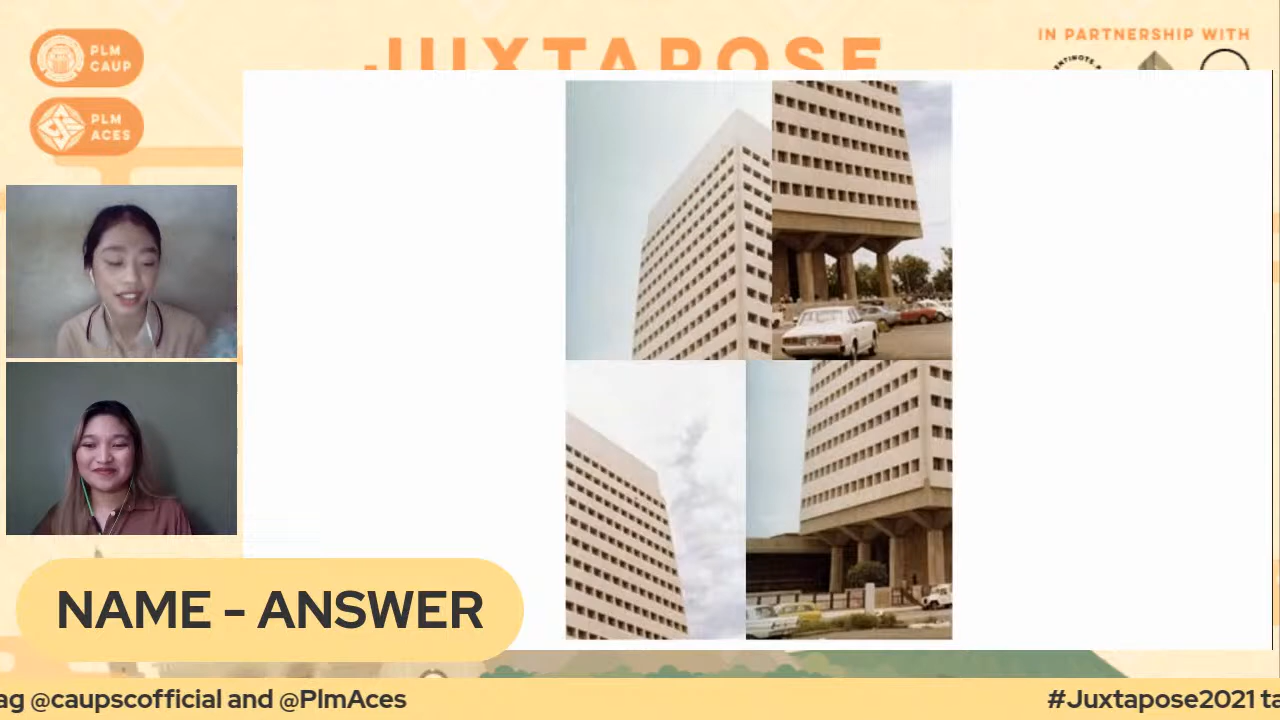 PLM
CAUP
PLM
ACES
JUXTAPOSE
IN PARTNERSHIP WITH
NAME - ANSWER
ag @caupscofficial and @PlmAces
#Juxtapose2021 ta